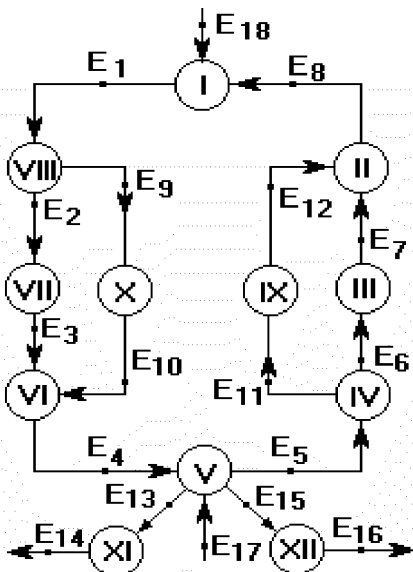 E18
E1 I E8
VIII II
E9 E12
E2 E7
VII X IX III
E3 E10 E11 E6
VI IV
E4 V E5
E13 E15
E14 XI E17 XII E16